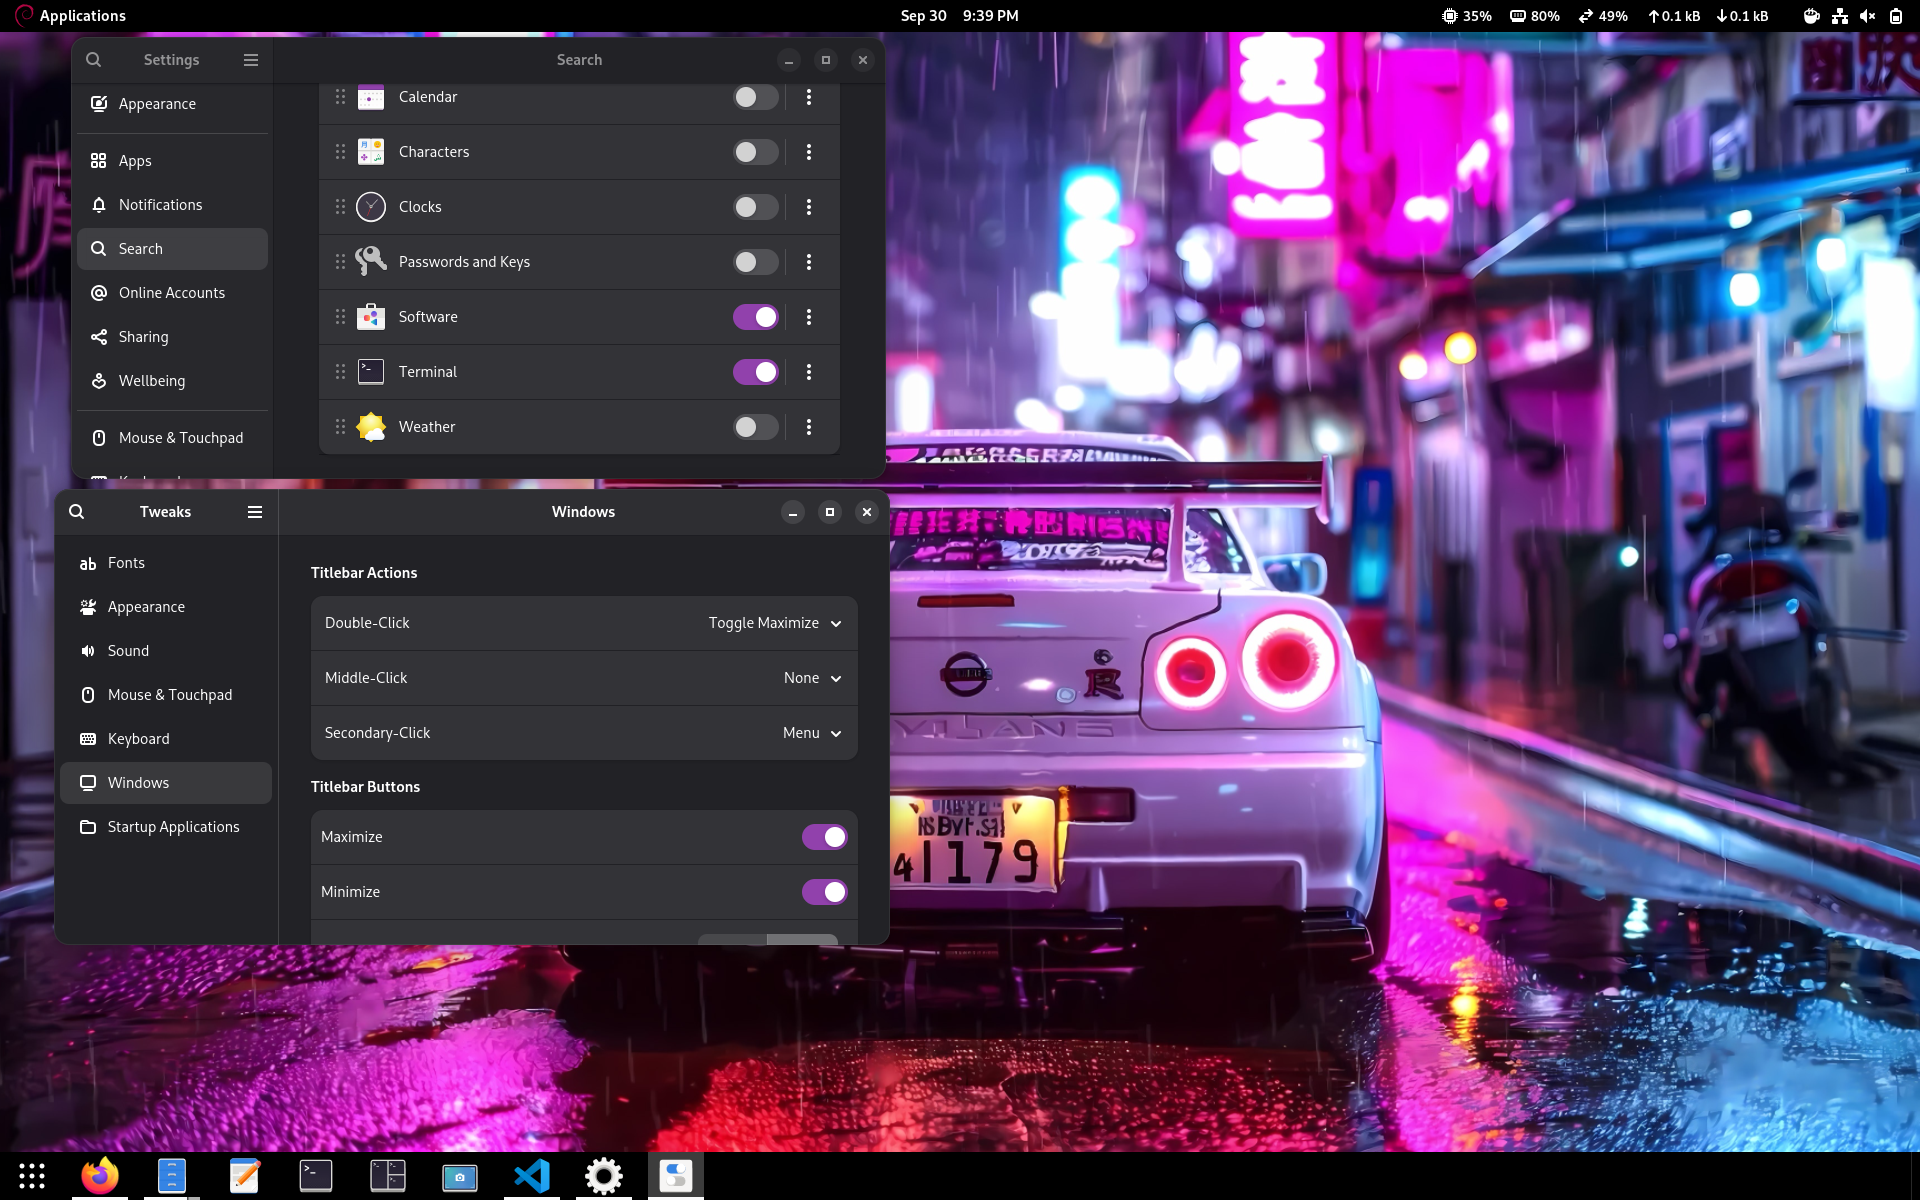 Applications
Sep 30 9:39 PM
35% 80% 49% 0.1 kB 0.1 kB
Settings
Search
Appearance
Apps
Notifications
Search
Online Accounts
Sharing
Wellbeing
Mouse & Touchpad
Calendar
Characters
Clocks
Passwords and Keys
Software
Terminal
Weather
Tweaks
Windows
Fonts
Appearance
Sound
Mouse & Touchpad
Keyboard
Windows
Startup Applications
Titlebar Actions
Double-Click Toggle Maximize
Middle-Click None
Secondary-Click Menu
Titlebar Buttons
Maximize
Minimize
41179